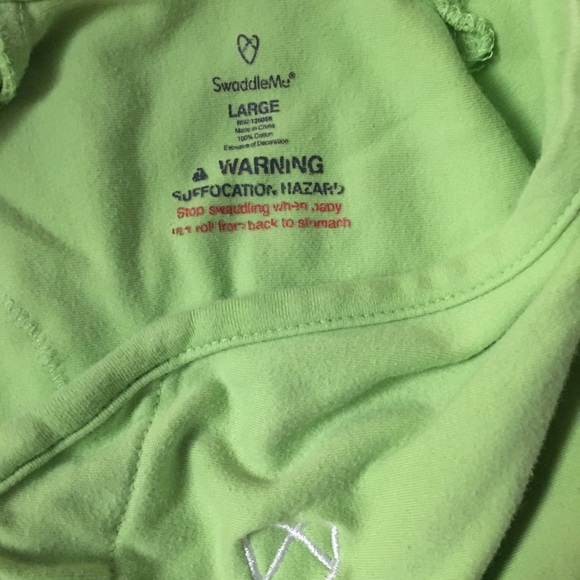 SwaddleMe®
LARGE
Made in China
100% Cotton
Exclusive of Decoration
WARNING
SUFFOCATION HAZARD
Stop swaddling when baby
roll from back to stomach